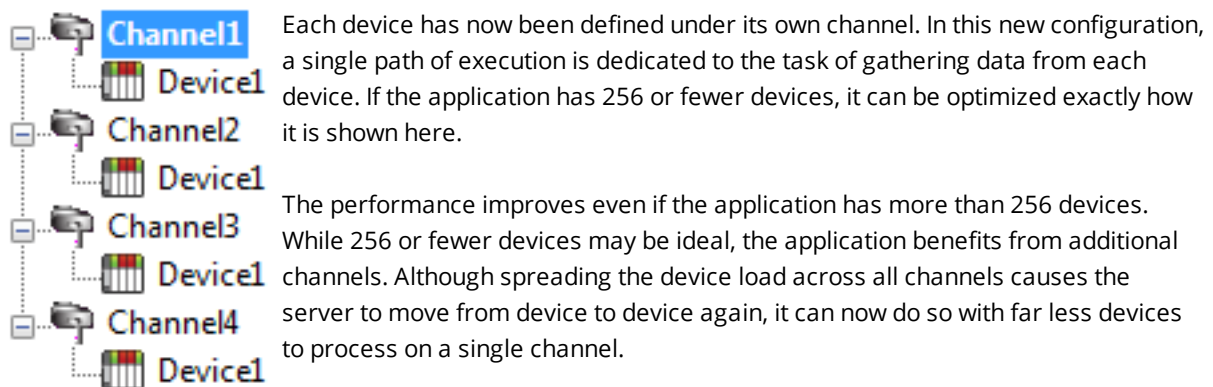 Channel1
Device1
Channel2
Device1
Channel3
Device1
Channel4
Device1
Each device has now been defined under its own channel. In this new configuration,
a single path of execution is dedicated to the task of gathering data from each
device. If the application has 256 or fewer devices, it can be optimized exactly how
it is shown here.
The performance improves even if the application has more than 256 devices.
While 256 or fewer devices may be ideal, the application benefits from additional
channels. Although spreading the device load across all channels causes the
server to move from device to device again, it can now do so with far less devices
to process on a single channel.